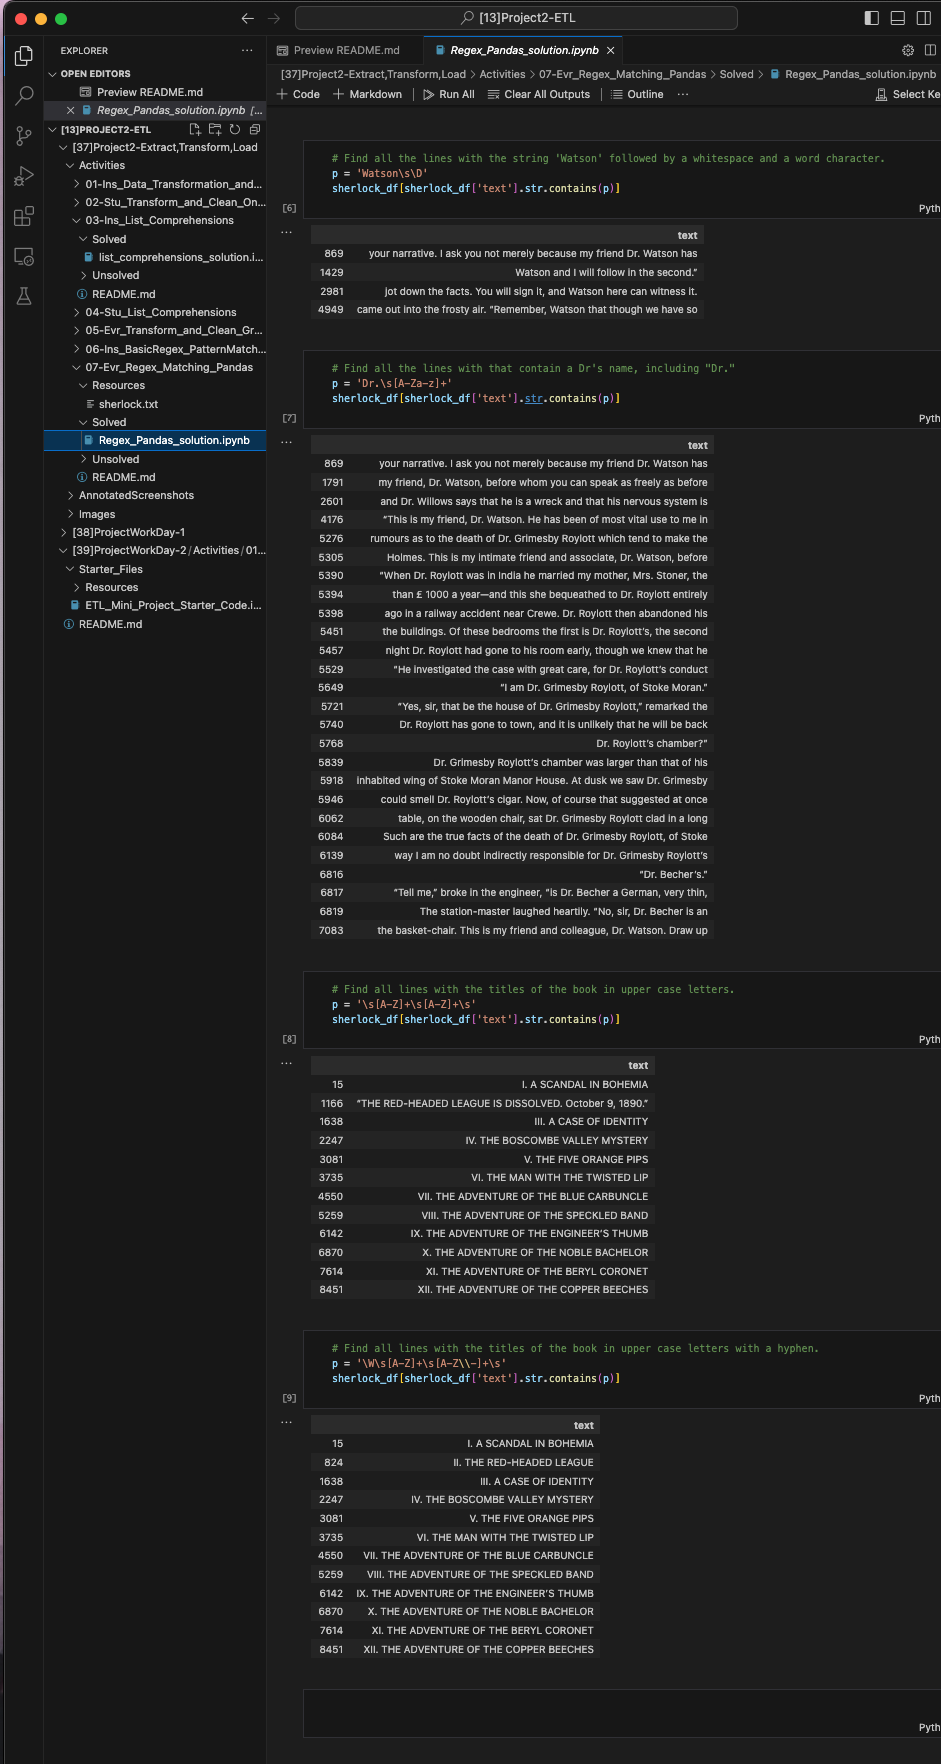 [13]Project2-ETL
EXPLORER
OPEN EDITORS
Preview README.md
Regex_Pandas_solution.ipynb [...
[13]PROJECT2-ETL
[37]Project2-Extract,Transform,Load
Activities
01-Ins_Data_Transformation_and...
02-Stu_Transform_and_Clean_On...
03-Ins_List_Comprehensions
Solved
list_comprehensions_solution.i...
Unsolved
README.md
04-Stu_List_Comprehensions
05-Evr_Transform_and_Clean_Gr...
06-Ins_BasicRegex_PatternMatch...
07-Evr_Regex_Matching_Pandas
Resources
sherlock.txt
Solved
Regex_Pandas_solution.ipynb
Unsolved
README.md
AnnotatedScreenshots
Images
[38]ProjectWorkDay-1
[39]ProjectWorkDay-2/Activities/01...
Starter_Files
Resources
ETL_Mini_Project_Starter_Code.i...
README.md
Preview README.md
Regex_Pandas_solution.ipynb
[37]Project2-Extract,Transform,Load > Activities > 07-Evr_Regex_Matching_Pandas > Solved > Regex_Pandas_solution.ipynb
+ Code + Markdown | Run All Clear All Outputs | Outline ... Select Ke
# Find all the lines with the string 'Watson' followed by a whitespace and a word character.
p = 'Watson\s\D'
sherlock_df[sherlock_df['text'].str.contains(p)]
[6] Pyth
...
text
869 your narrative. I ask you not merely because my friend Dr. Watson has
1429 Watson and I will follow in the second.”
2981 jot down the facts. You will sign it, and Watson here can witness it.
4949 came out into the frosty air. “Remember, Watson that though we have so
# Find all the lines with that contain a Dr's name, including "Dr."
p = 'Dr.\s[A-Za-z]+'
sherlock_df[sherlock_df['text'].str.contains(p)]
[7] Pyth
...
text
869 your narrative. I ask you not merely because my friend Dr. Watson has
1791 my friend, Dr. Watson, before whom you can speak as freely as before
2601 and Dr. Willows says that he is a wreck and that his nervous system is
4176 “This is my friend, Dr. Watson. He has been of most vital use to me in
5276 rumours as to the death of Dr. Grimesby Roylott which tend to make the
5305 Holmes. This is my intimate friend and associate, Dr. Watson, before
5390 “When Dr. Roylott was in India he married my mother, Mrs. Stoner, the
5394 than £ 1000 a year—and this she bequeathed to Dr. Roylott entirely
5398 ago in a railway accident near Crewe. Dr. Roylott then abandoned his
5451 the buildings. Of these bedrooms the first is Dr. Roylott’s, the second
5457 night Dr. Roylott had gone to his room early, though we knew that he
5529 “He investigated the case with great care, for Dr. Roylott’s conduct
5649 “I am Dr. Grimesby Roylott, of Stoke Moran.”
5721 “Yes, sir, that be the house of Dr. Grimesby Roylott,” remarked the
5740 Dr. Roylott has gone to town, and it is unlikely that he will be back
5768 Dr. Roylott’s chamber?”
5839 Dr. Grimesby Roylott’s chamber was larger than that of his
5918 inhabited wing of Stoke Moran Manor House. At dusk we saw Dr. Grimesby
5946 could smell Dr. Roylott’s cigar. Now, of course that suggested at once
6062 table, on the wooden chair, sat Dr. Grimesby Roylott clad in a long
6084 Such are the true facts of the death of Dr. Grimesby Roylott, of Stoke
6139 way I am no doubt indirectly responsible for Dr. Grimesby Roylott’s
6816 “Dr. Becher’s.”
6817 “Tell me,” broke in the engineer, “is Dr. Becher a German, very thin,
6819 The station-master laughed heartily. “No, sir, Dr. Becher is an
7083 the basket-chair. This is my friend and colleague, Dr. Watson. Draw up
# Find all lines with the titles of the book in upper case letters.
p = '\s[A-Z]+\s[A-Z]+\s'
sherlock_df[sherlock_df['text'].str.contains(p)]
[8] Pyth
...
text
15 I. A SCANDAL IN BOHEMIA
1166 “THE RED-HEADED LEAGUE IS DISSOLVED. October 9, 1890.”
1638 III. A CASE OF IDENTITY
2247 IV. THE BOSCOMBE VALLEY MYSTERY
3081 V. THE FIVE ORANGE PIPS
3735 VI. THE MAN WITH THE TWISTED LIP
4550 VII. THE ADVENTURE OF THE BLUE CARBUNCLE
5259 VIII. THE ADVENTURE OF THE SPECKLED BAND
6142 IX. THE ADVENTURE OF THE ENGINEER’S THUMB
6870 X. THE ADVENTURE OF THE NOBLE BACHELOR
7614 XI. THE ADVENTURE OF THE BERYL CORONET
8451 XII. THE ADVENTURE OF THE COPPER BEECHES
# Find all lines with the titles of the book in upper case letters with a hyphen.
p = '\W\s[A-Z]+\s[A-Z\\-]+\s'
sherlock_df[sherlock_df['text'].str.contains(p)]
[9] Pyth
...
text
15 I. A SCANDAL IN BOHEMIA
824 II. THE RED-HEADED LEAGUE
1638 III. A CASE OF IDENTITY
2247 IV. THE BOSCOMBE VALLEY MYSTERY
3081 V. THE FIVE ORANGE PIPS
3735 VI. THE MAN WITH THE TWISTED LIP
4550 VII. THE ADVENTURE OF THE BLUE CARBUNCLE
5259 VIII. THE ADVENTURE OF THE SPECKLED BAND
6142 IX. THE ADVENTURE OF THE ENGINEER’S THUMB
6870 X. THE ADVENTURE OF THE NOBLE BACHELOR
7614 XI. THE ADVENTURE OF THE BERYL CORONET
8451 XII. THE ADVENTURE OF THE COPPER BEECHES
Pyth